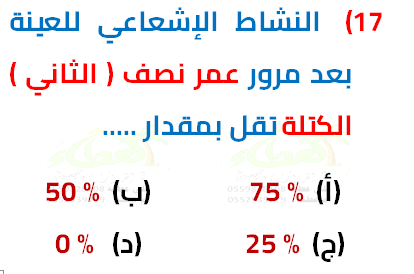 17) النشاط الإشعاعي للعينة
بعد مرور عمر نصف ( الثاني )
الكتلة تقل بمقدار .....
(أ) 75 % (ب) 50 %
(ج) 25 % (د) 0 %